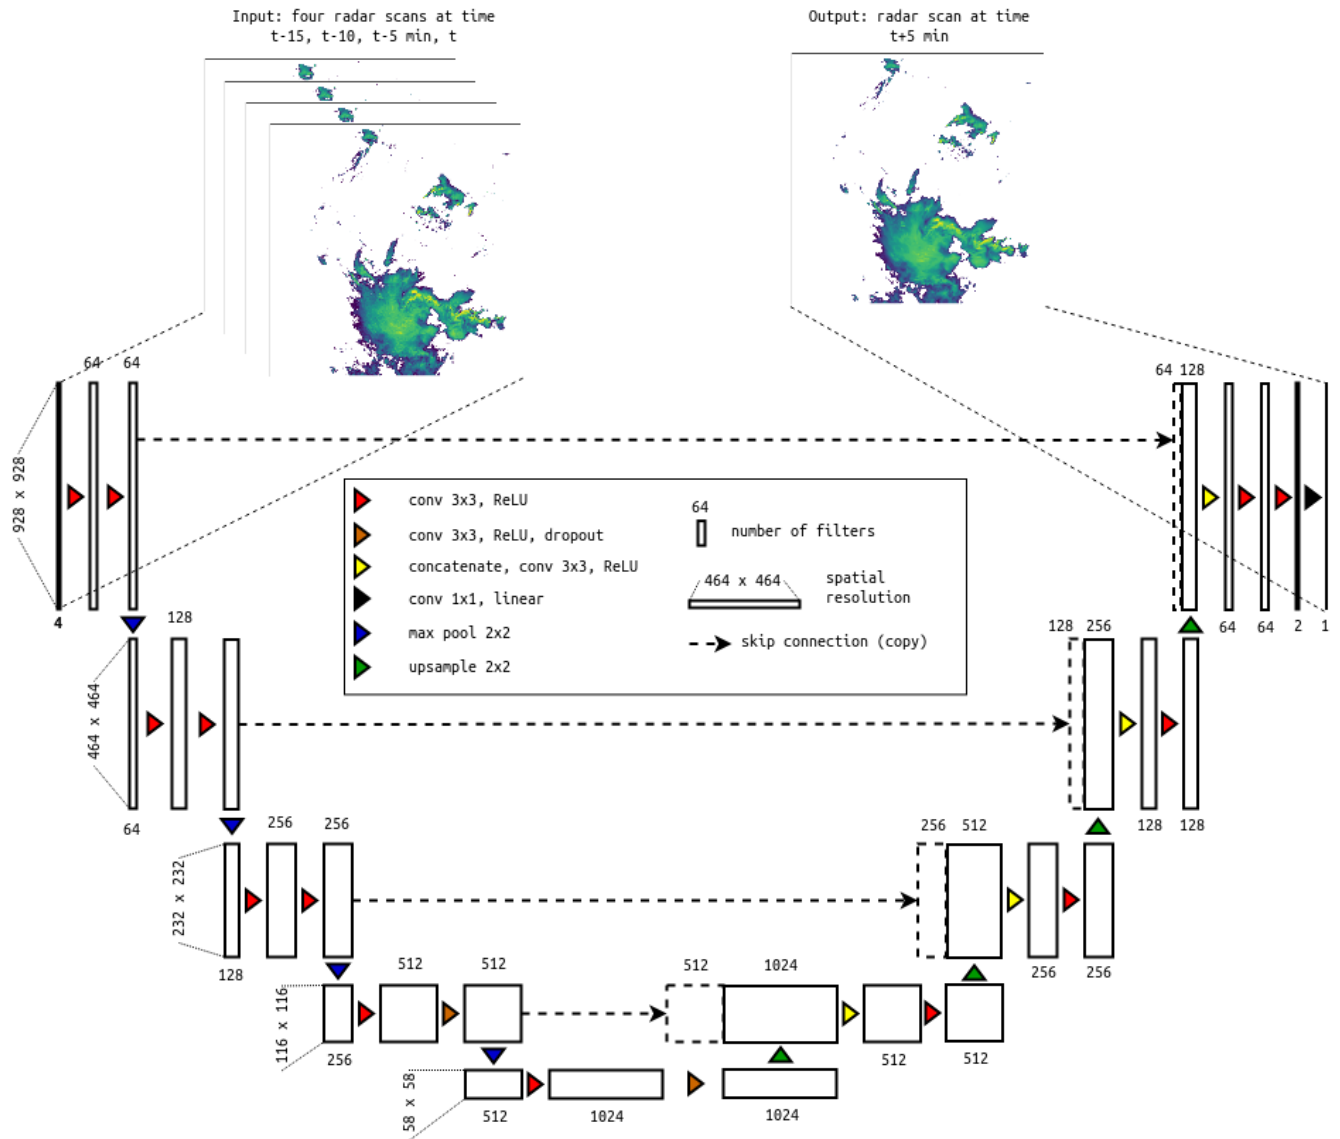 Input: four radar scans at time
t-15, t-10, t-5 min, t
Output: radar scan at time
t+5 min
64
64
928 x 928
4
64 128
64
64
2
1
conv 3x3, ReLU
conv 3x3, ReLU, dropout
concatenate, conv 3x3, ReLU
conv 1x1, linear
max pool 2x2
upsample 2x2
64
number of filters
464 x 464
spatial
resolution
skip connection (copy)
128
464 x 464
64
128 256
128
128
256
256
232 x 232
128
256 512
256
256
512
512
116 x 116
256
512
1024
512
512
58 x 58
512
1024
1024